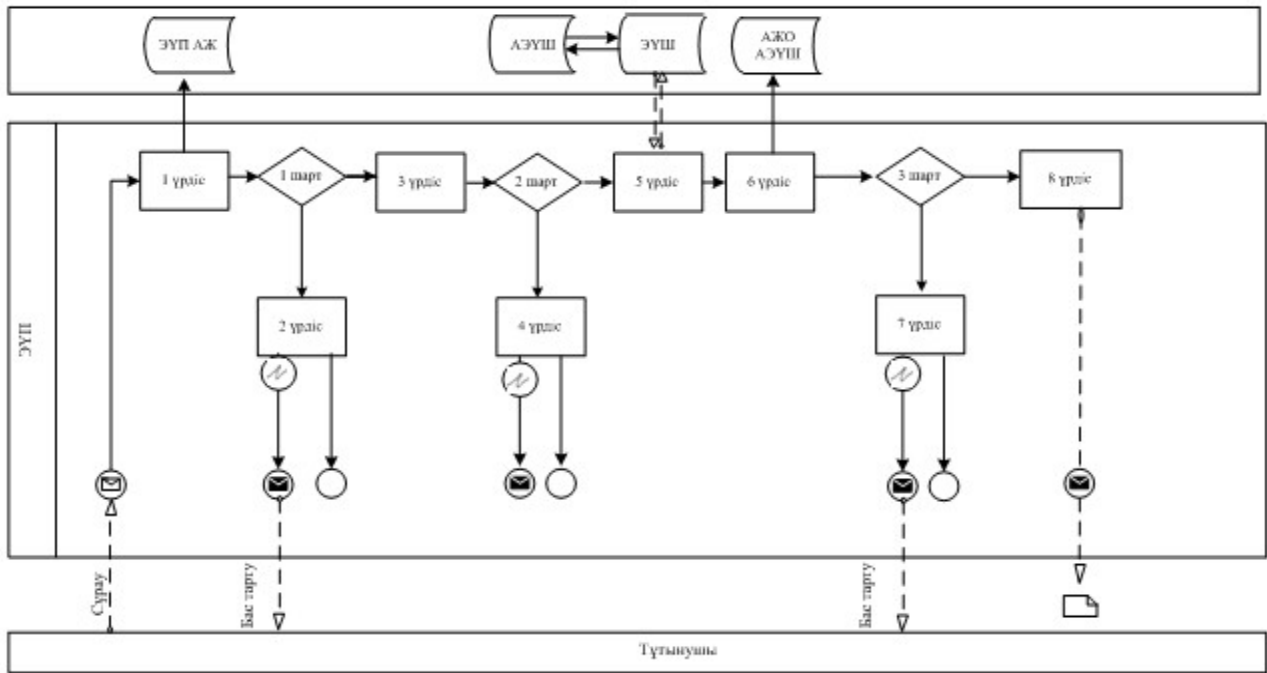 ЭҮП АЖ
АЭҮШ
ЭҮШ
АЖО
АЭҮШ
1 үрдіс
1 шарт
3 үрдіс
2 шарт
5 үрдіс
6 үрдіс
3 шарт
8 үрдіс
2 үрдіс
4 үрдіс
7 үрдіс
ЭҮП
Сұрау
Бас тарту
Бас тарту
Тұтынушы